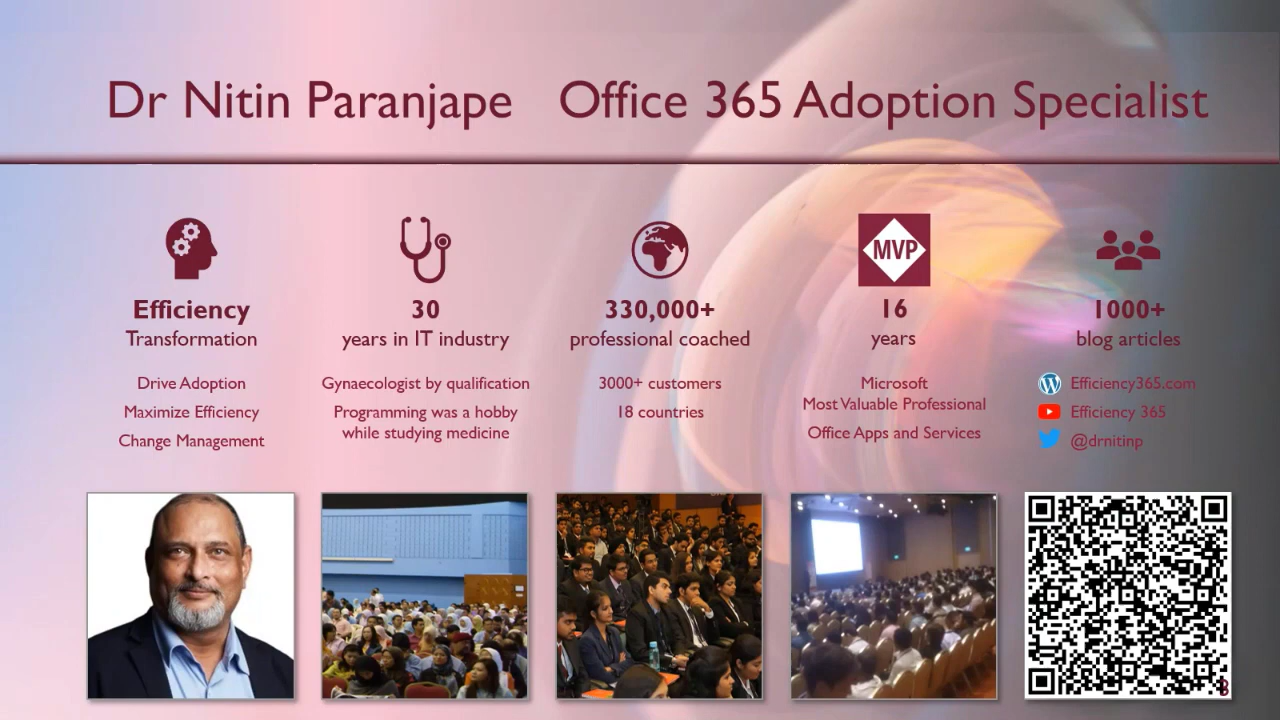 Dr Nitin Paranjape Office 365 Adoption Specialist
Efficiency
Transformation
Drive Adoption
Maximize Efficiency
Change Management
30
years in IT industry
Gynaecologist by qualification
Programming was a hobby
while studying medicine
330,000+
professional coached
3000+ customers
18 countries
MVP
16
years
Microsoft
Most Valuable Professional
Office Apps and Services
1000+
blog articles
Efficiency365.com
Efficiency 365
@drnitinp